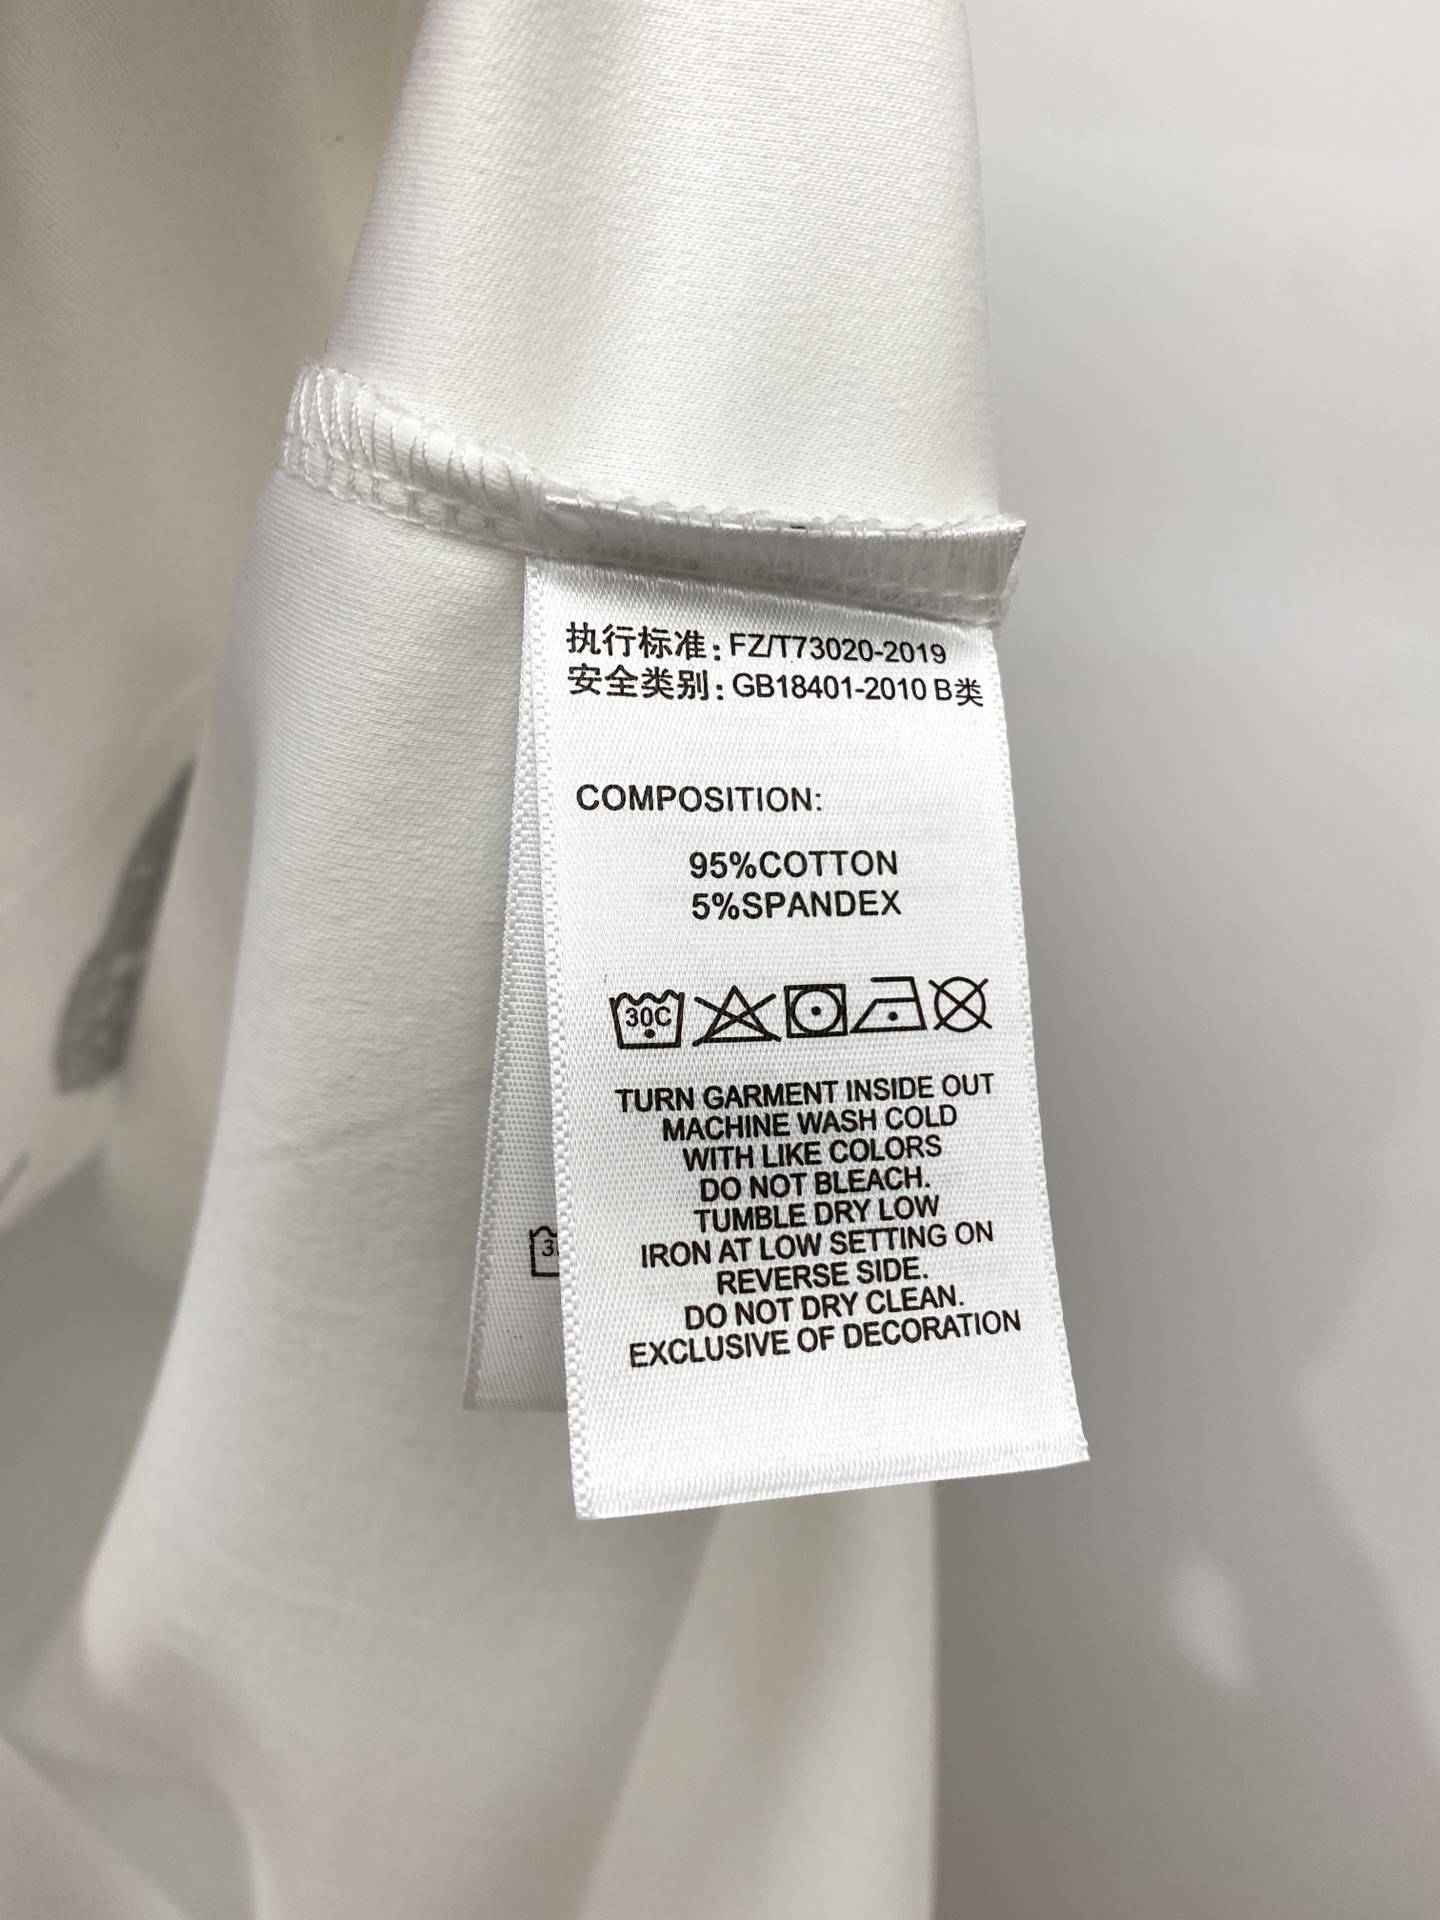 执行标准：FZ/T73020-2019
安全类别：GB18401-2010 B类
COMPOSITION:
95%COTTON
5%SPANDEX
30C
TURN GARMENT INSIDE OUT
MACHINE WASH COLD
WITH LIKE COLORS
DO NOT BLEACH.
TUMBLE DRY LOW
IRON AT LOW SETTING ON
REVERSE SIDE.
DO NOT DRY CLEAN.
EXCLUSIVE OF DECORATION